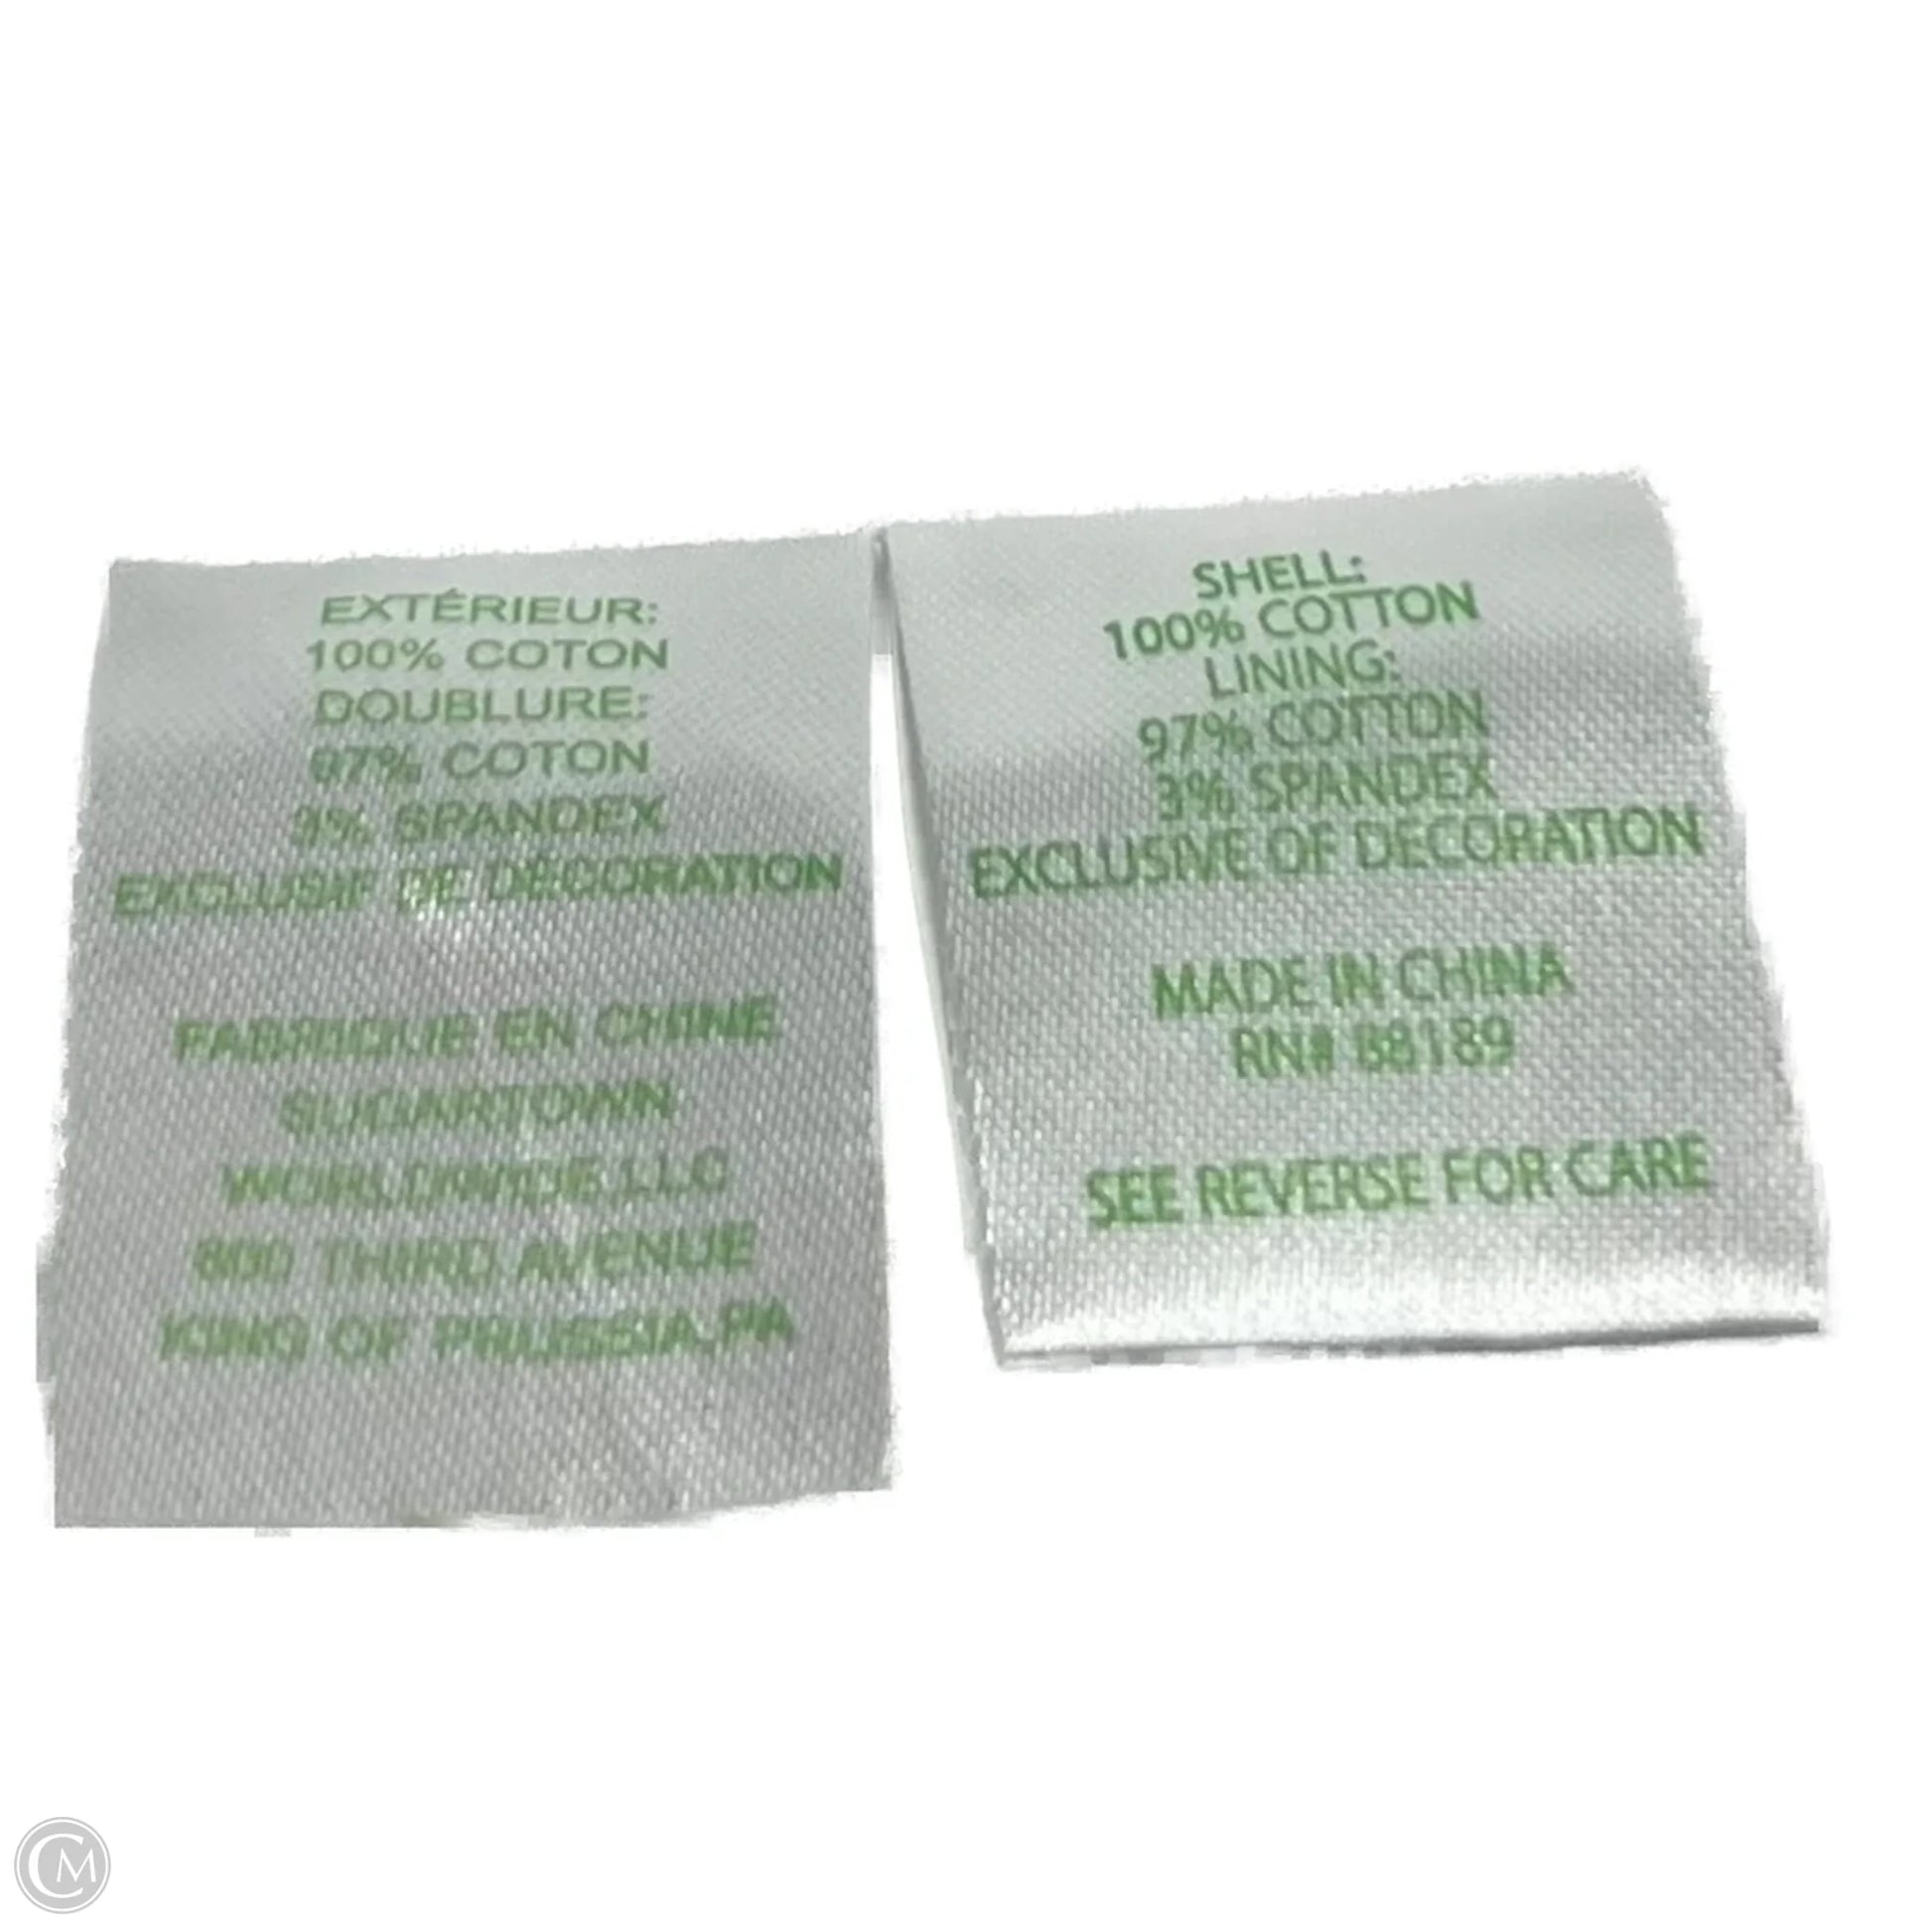 EXTÉRIEUR:
100% COTON
DOUBLURE:
97% COTON
3% SPANDEX
EXCLUSIF DE DÉCORATION
FABRIQUE EN CHINE
SUGARTOWN
WORLDWIDE LLC
800 THIRD AVENUE
KING OF PRUSSIA, PA
SHELL:
100% COTTON
LINING:
97% COTTON
3% SPANDEX
EXCLUSIVE OF DECORATION
MADE IN CHINA
RN# 88189
SEE REVERSE FOR CARE
CM